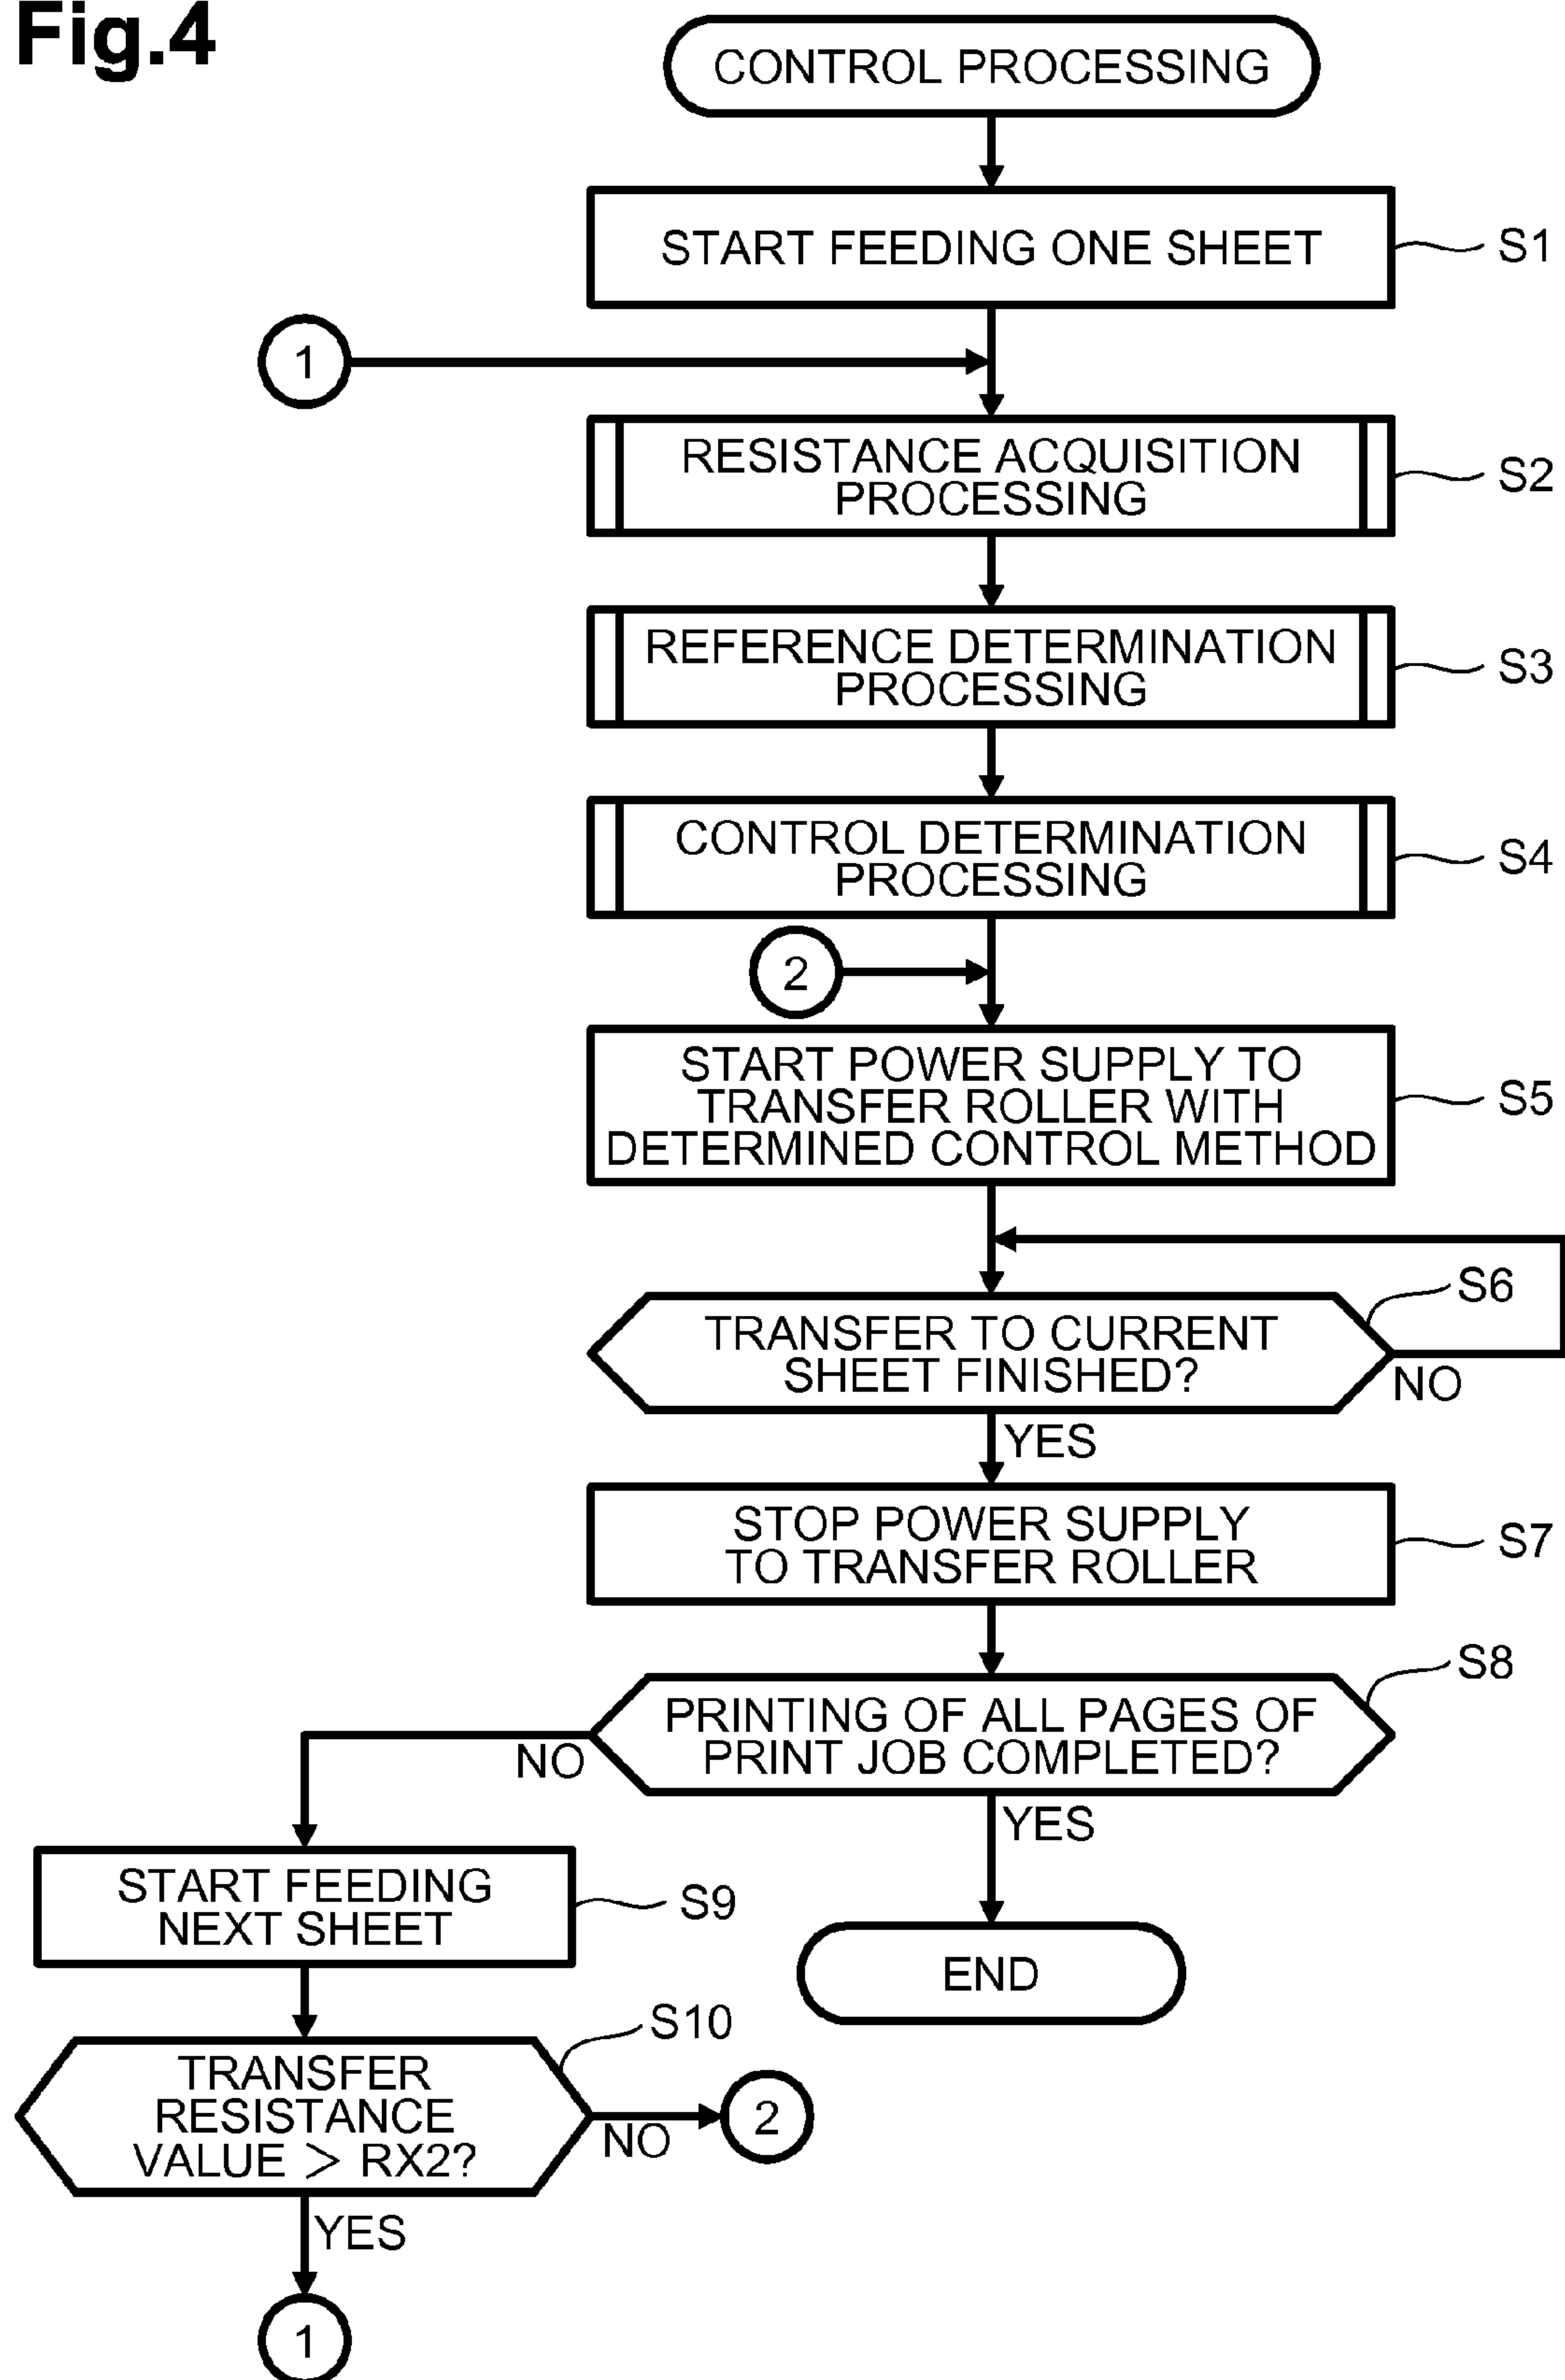 Fig.4
CONTROL PROCESSING
START FEEDING ONE SHEET
S1
1
RESISTANCE ACQUISITION
PROCESSING
S2
REFERENCE DETERMINATION
PROCESSING
S3
CONTROL DETERMINATION
PROCESSING
S4
2
START POWER SUPPLY TO
TRANSFER ROLLER WITH
DETERMINED CONTROL METHOD
S5
S6
TRANSFER TO CURRENT
SHEET FINISHED?
NO
YES
STOP POWER SUPPLY
TO TRANSFER ROLLER
S7
S8
PRINTING OF ALL PAGES OF
PRINT JOB COMPLETED?
NO
YES
START FEEDING
NEXT SHEET
S9
END
S10
TRANSFER
RESISTANCE
VALUE > RX2?
NO
2
YES
1